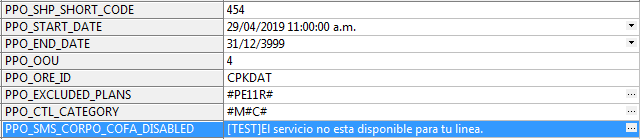 PPO_SHP_SHORT_CODE 454
PPO_START_DATE 29/04/2019 11:00:00 a.m.
PPO_END_DATE 31/12/3999
PPO_OOU 4
PPO_ORE_ID CPKDAT
PPO_EXCLUDED_PLANS #PE11R#
PPO_CTL_CATEGORY #M#C#
PPO_SMS_CORPO_COFA_DISABLED [TEST]El servicio no esta disponible para tu linea.